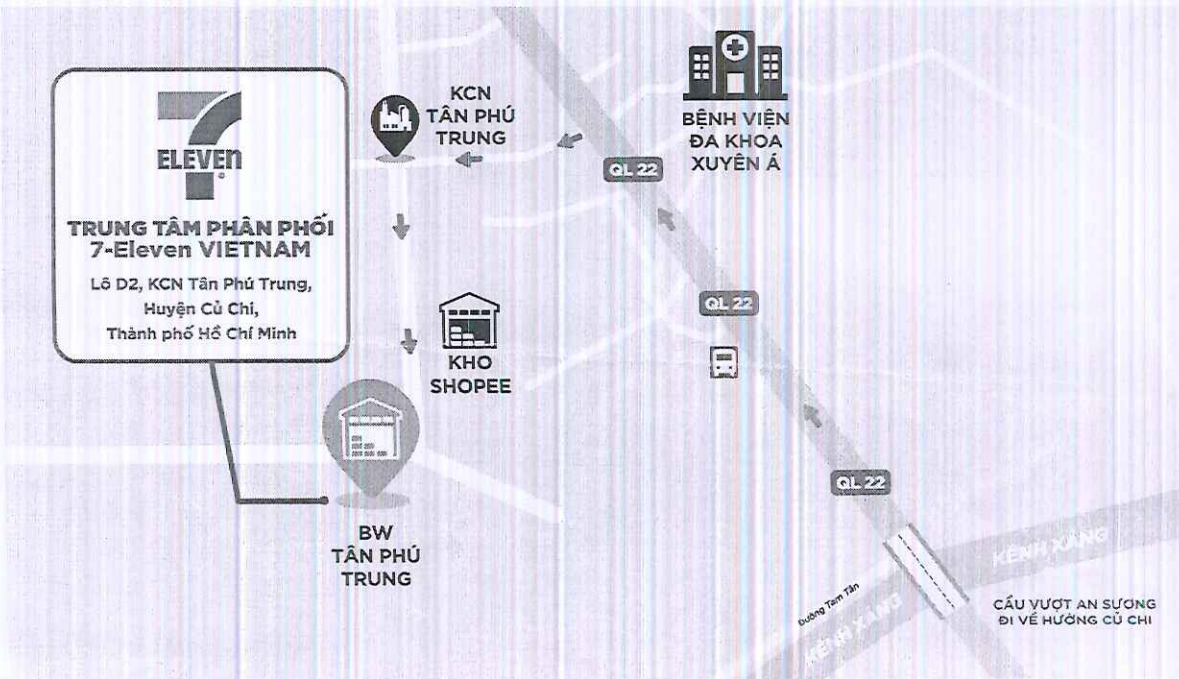 7
ELEVEN
TRUNG TÂM PHÂN PHỐI
7-Eleven VIETNAM
Lô D2, KCN Tân Phú Trung,
Huyện Củ Chi,
Thành phố Hồ Chí Minh
KCN
TÂN PHÚ
TRUNG
BỆNH VIỆN
ĐA KHOA
XUYÊN Á
QL 22
QL 22
KHO
SHOPEE
QL 22
BW
TÂN PHÚ
TRUNG
KÊNH XÁNG
Đường Tam Tân
KÊNH XÁNG
CẦU VƯỢT AN SƯƠNG
ĐI VỀ HƯỚNG CỦ CHI